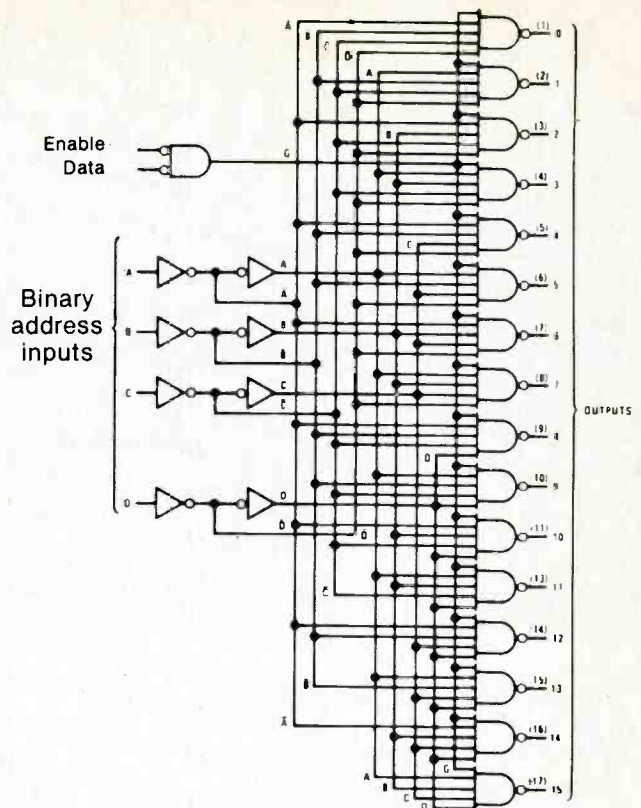 A
(1) 0
B
C
D
A
(2) 1
B
(3) 2
Enable
Data
G
(4) 3
(5) 4
C
(6) 5
A
A
A
Binary
address
inputs
(7) 6
B
B
B
(8) 7
C
C
C̄
OUTPUTS
(9) 8
D
(10) 9
D
D
D
D
(11) 10
(13) 11
C
(14) 12
B
(15) 13
A
(16) 14
G
A
(17) 15
B
C
D